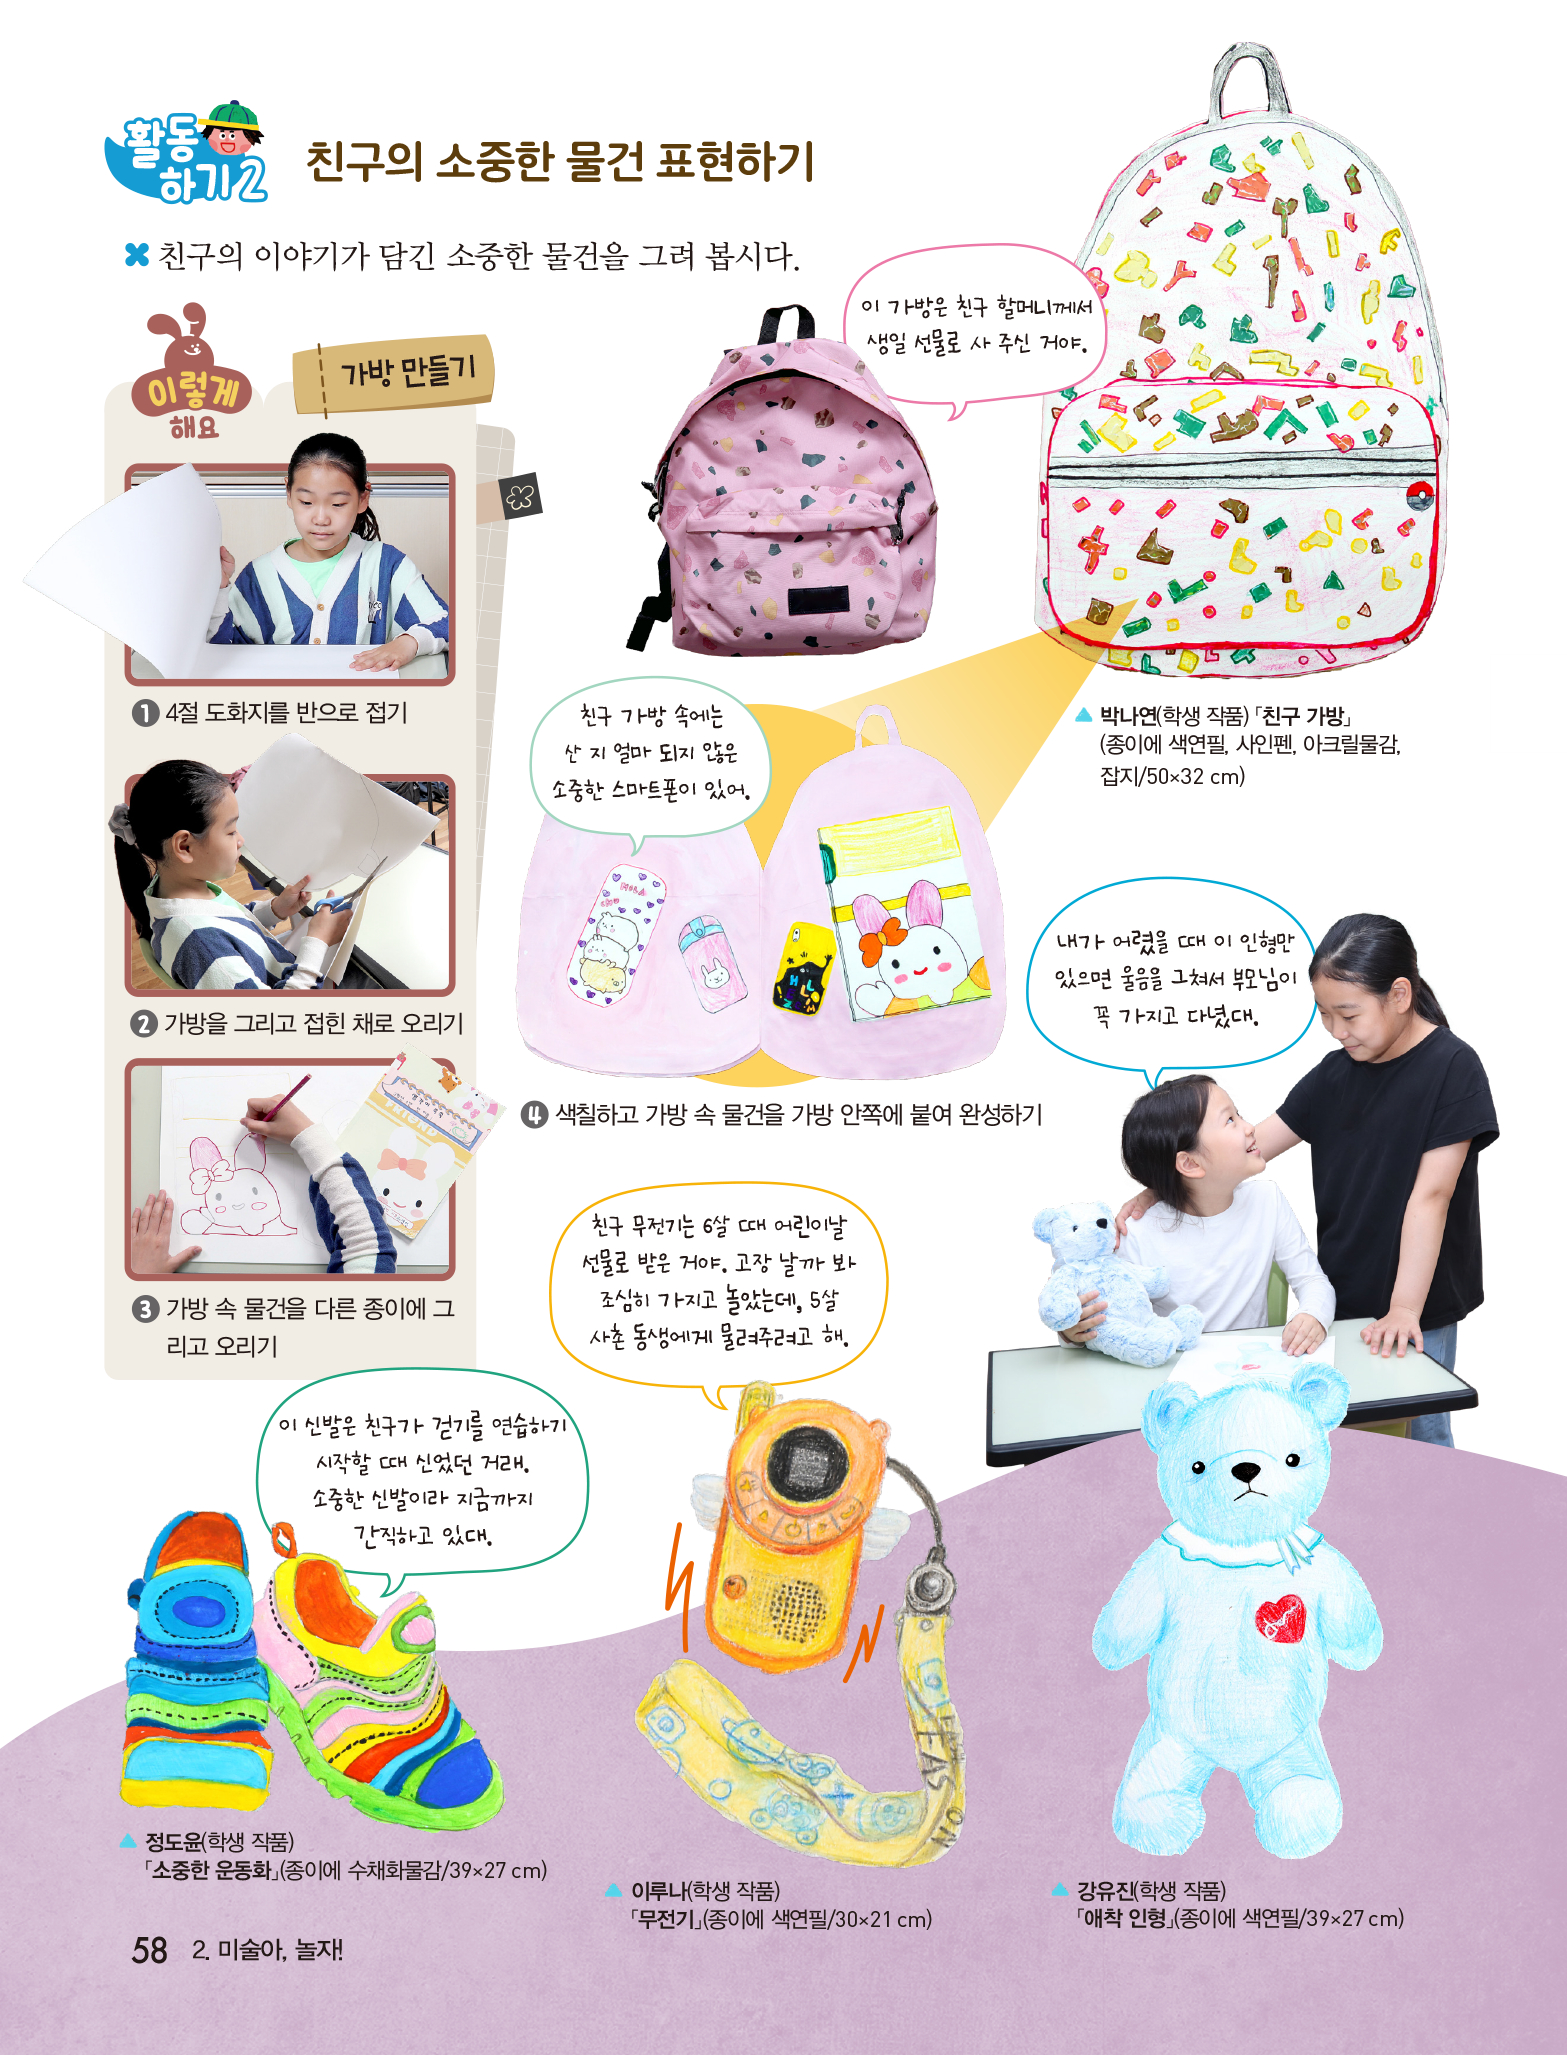 활동
하기2
친구의 소중한 물건 표현하기
친구의 이야기가 담긴 소중한 물건을 그려 봅시다.
이렇게
해요
가방 만들기
❶ 4절 도화지를 반으로 접기
❷ 가방을 그리고 접힌 채로 오리기
❸ 가방 속 물건을 다른 종이에 그
리고 오리기
이 가방은 친구 할머니께서
생일 선물로 사 주신 거야.
▲ 박나연(학생 작품) 「친구 가방」
(종이에 색연필, 사인펜, 아크릴물감,
잡지/50×32 cm)
친구 가방 속에는
산 지 얼마 되지 않은
소중한 스마트폰이 있어.
❹ 색칠하고 가방 속 물건을 가방 안쪽에 붙여 완성하기
내가 어렸을 때 이 인형만
있으면 울음을 그쳐서 부모님이
꼭 가지고 다녔대.
친구 무전기는 6살 때 어린이날
선물로 받은 거야. 고장 날까 봐
조심히 가지고 놀았는데, 5살
사촌 동생에게 물려주려고 해.
이 신발은 친구가 걷기를 연습하기
시작할 때 신었던 거래.
소중한 신발이라 지금까지
간직하고 있대.
▲ 정도윤(학생 작품)
「소중한 운동화」(종이에 수채화물감/39×27 cm)
▲ 이루나(학생 작품)
「무전기」(종이에 색연필/30×21 cm)
▲ 강유진(학생 작품)
「애착 인형」(종이에 색연필/39×27 cm)
58 2. 미술아, 놀자!